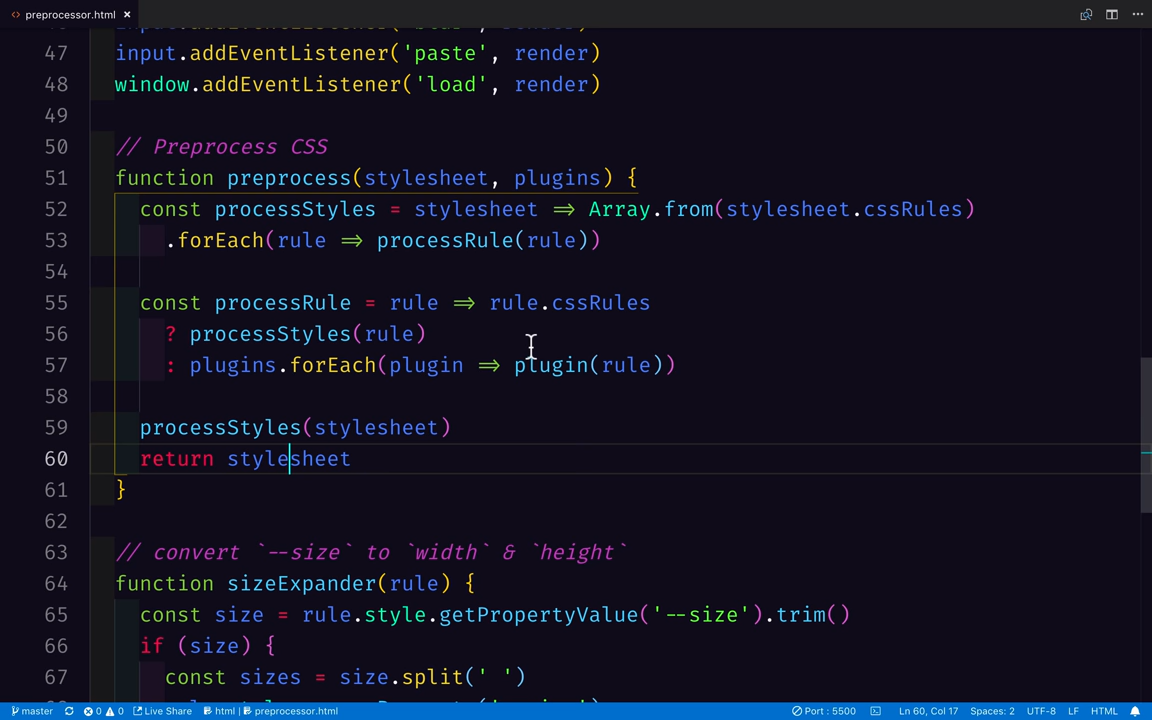 preprocessor.html
47 input.addEventListener('paste', render)
48 window.addEventListener('load', render)
49
50 // Preprocess CSS
51 function preprocess(stylesheet, plugins) {
52 const processStyles = stylesheet => Array.from(stylesheet.cssRules)
53 .forEach(rule => processRule(rule))
54
55 const processRule = rule => rule.cssRules
56 ? processStyles(rule)
57 : plugins.forEach(plugin => plugin(rule))
58
59 processStyles(stylesheet)
60 return stylesheet
61 }
62
63 // convert `--size` to `width` & `height`
64 function sizeExpander(rule) {
65 const size = rule.style.getPropertyValue('--size').trim()
66 if (size) {
67 const sizes = size.split(' ')
master 0 0 Live Share html preprocessor.html Port : 5500 Ln 60, Col 17 Spaces: 2 UTF-8 LF HTML